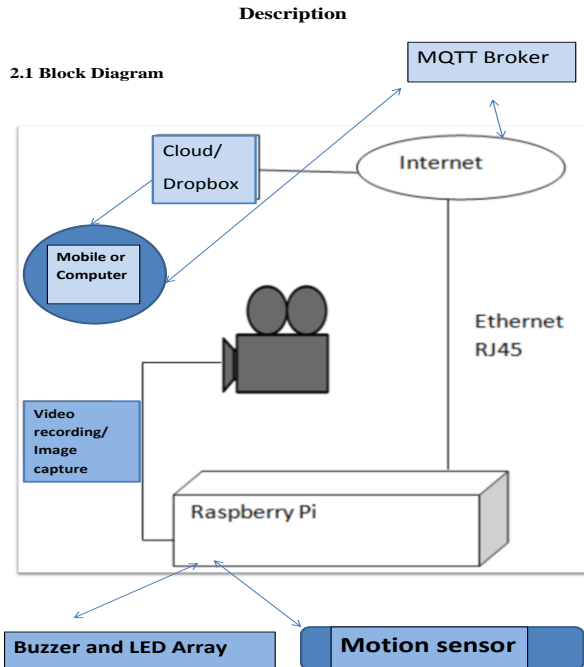 Description
MQTT Broker
2.1 Block Diagram
Cloud/
Dropbox
Internet
Mobile or
Computer
Ethernet
RJ45
Video
recording/
Image
capture
Raspberry Pi
Buzzer and LED Array
Motion sensor